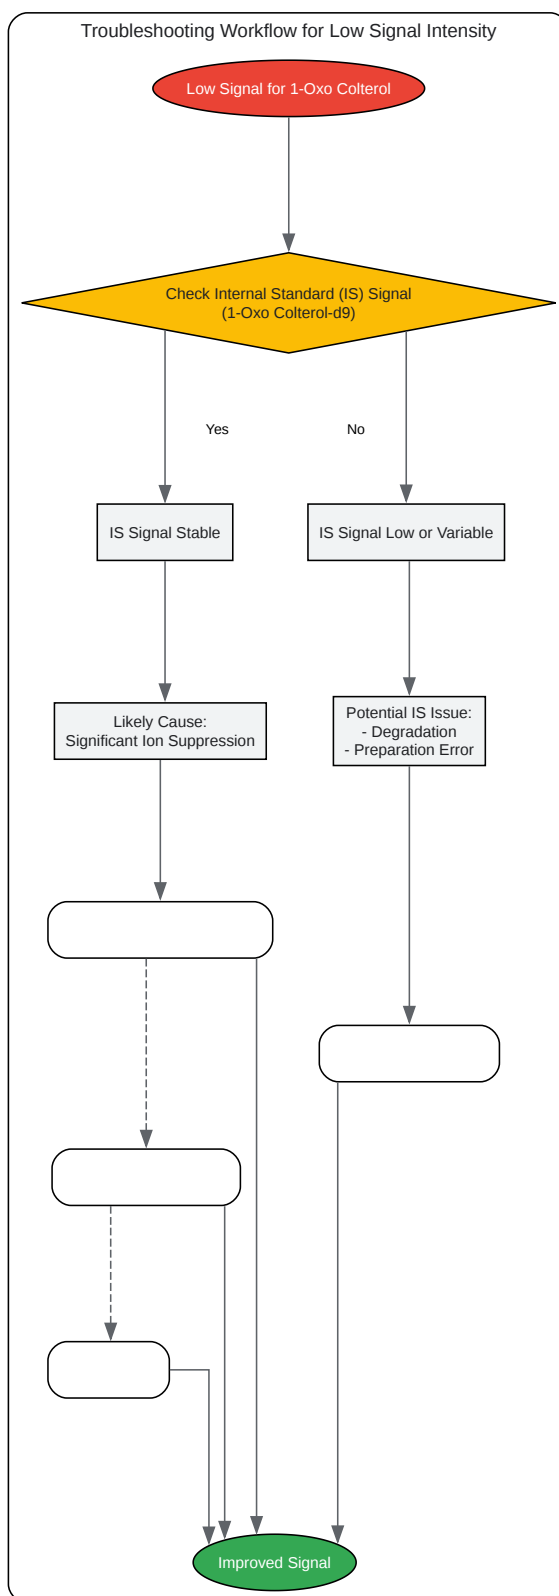 Troubleshooting Workflow for Low Signal Intensity
Low Signal for 1-Oxo Colterol
Check Internal Standard (IS) Signal
(1-Oxo Colterol-d9)
Yes
No
IS Signal Stable
IS Signal Low or Variable
Likely Cause:
Significant Ion Suppression
Potential IS Issue:
- Degradation
- Preparation Error
Improved Signal